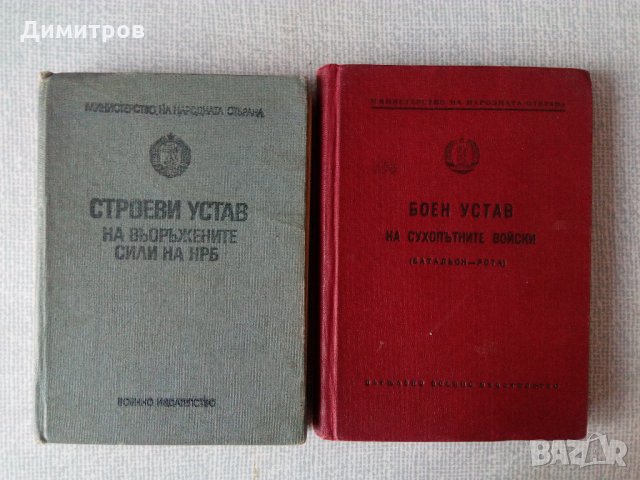 Димитров
МИНИСТЕРСТВО НА НАРОДНАТА ОТБРАНА
СТРОЕВИ УСТАВ
НА ВЪОРЪЖЕНИТЕ
СИЛИ НА НРБ
ВОЕННО ИЗДАТЕЛСТВО
МИНИСТЕРСТВО НА НАРОДНАТА ОТБРАНА
БОЕН УСТАВ
НА СУХОПЪТНИТЕ ВОЙСКИ
(БАТАЛЬОН—РОТА)
ДЪРЖАВНО ВОЕННО ИЗДАТЕЛСТВО
BAZAR